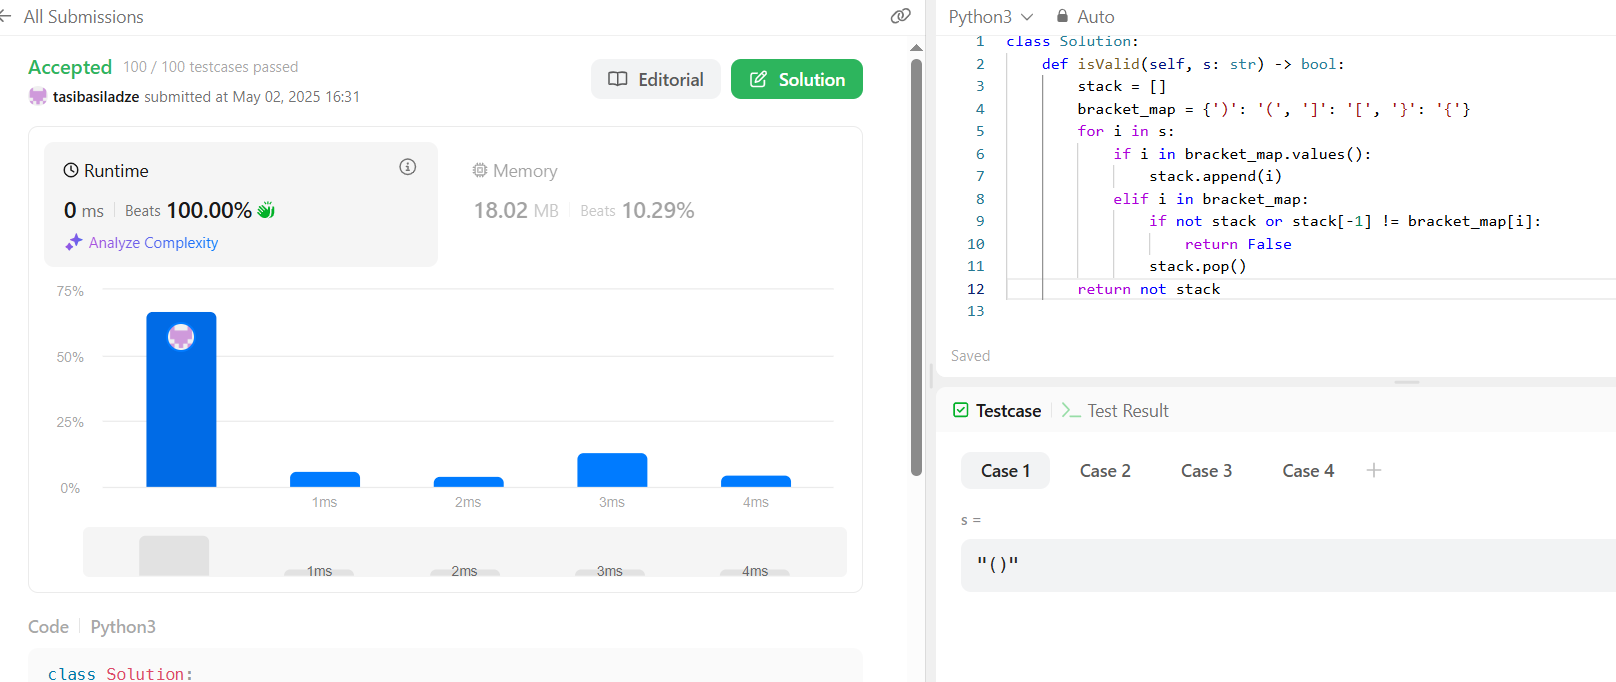 All Submissions
Accepted 100 / 100 testcases passed
tasibasiladze submitted at May 02, 2025 16:31
Editorial
Solution
Runtime
0 ms Beats 100.00%
Analyze Complexity
Memory
18.02 MB Beats 10.29%
75%
50%
25%
0%
1ms 2ms 3ms 4ms
1ms 2ms 3ms 4ms
Code Python3
class Solution:
Python3 Auto
1 class Solution:
2 def isValid(self, s: str) -> bool:
3 stack = []
4 bracket_map = {')': '(', ']': '[', '}': '{'}
5 for i in s:
6 if i in bracket_map.values():
7 stack.append(i)
8 elif i in bracket_map:
9 if not stack or stack[-1] != bracket_map[i]:
10 return False
11 stack.pop()
12 return not stack
13
Saved
Testcase >_ Test Result
Case 1 Case 2 Case 3 Case 4 +
s =
"()"